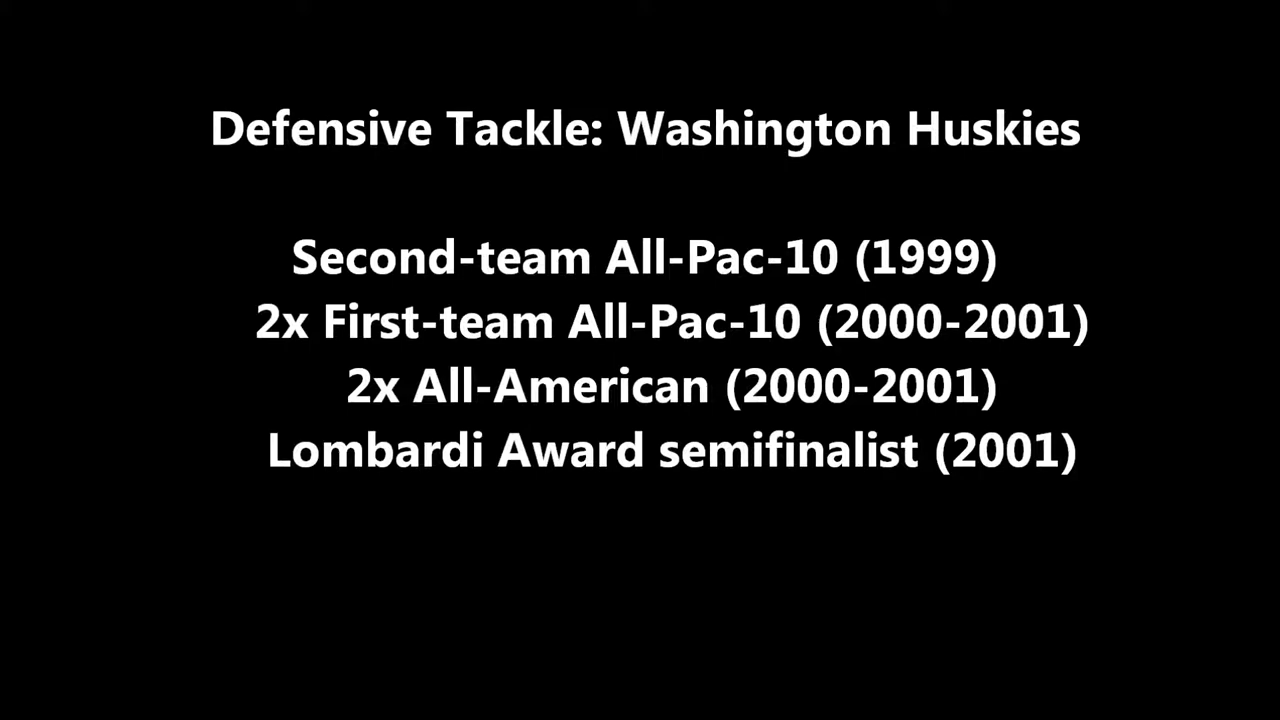 Defensive Tackle: Washington Huskies
Second-team All-Pac-10 (1999)
2x First-team All-Pac-10 (2000-2001)
2x All-American (2000-2001)
Lombardi Award semifinalist (2001)